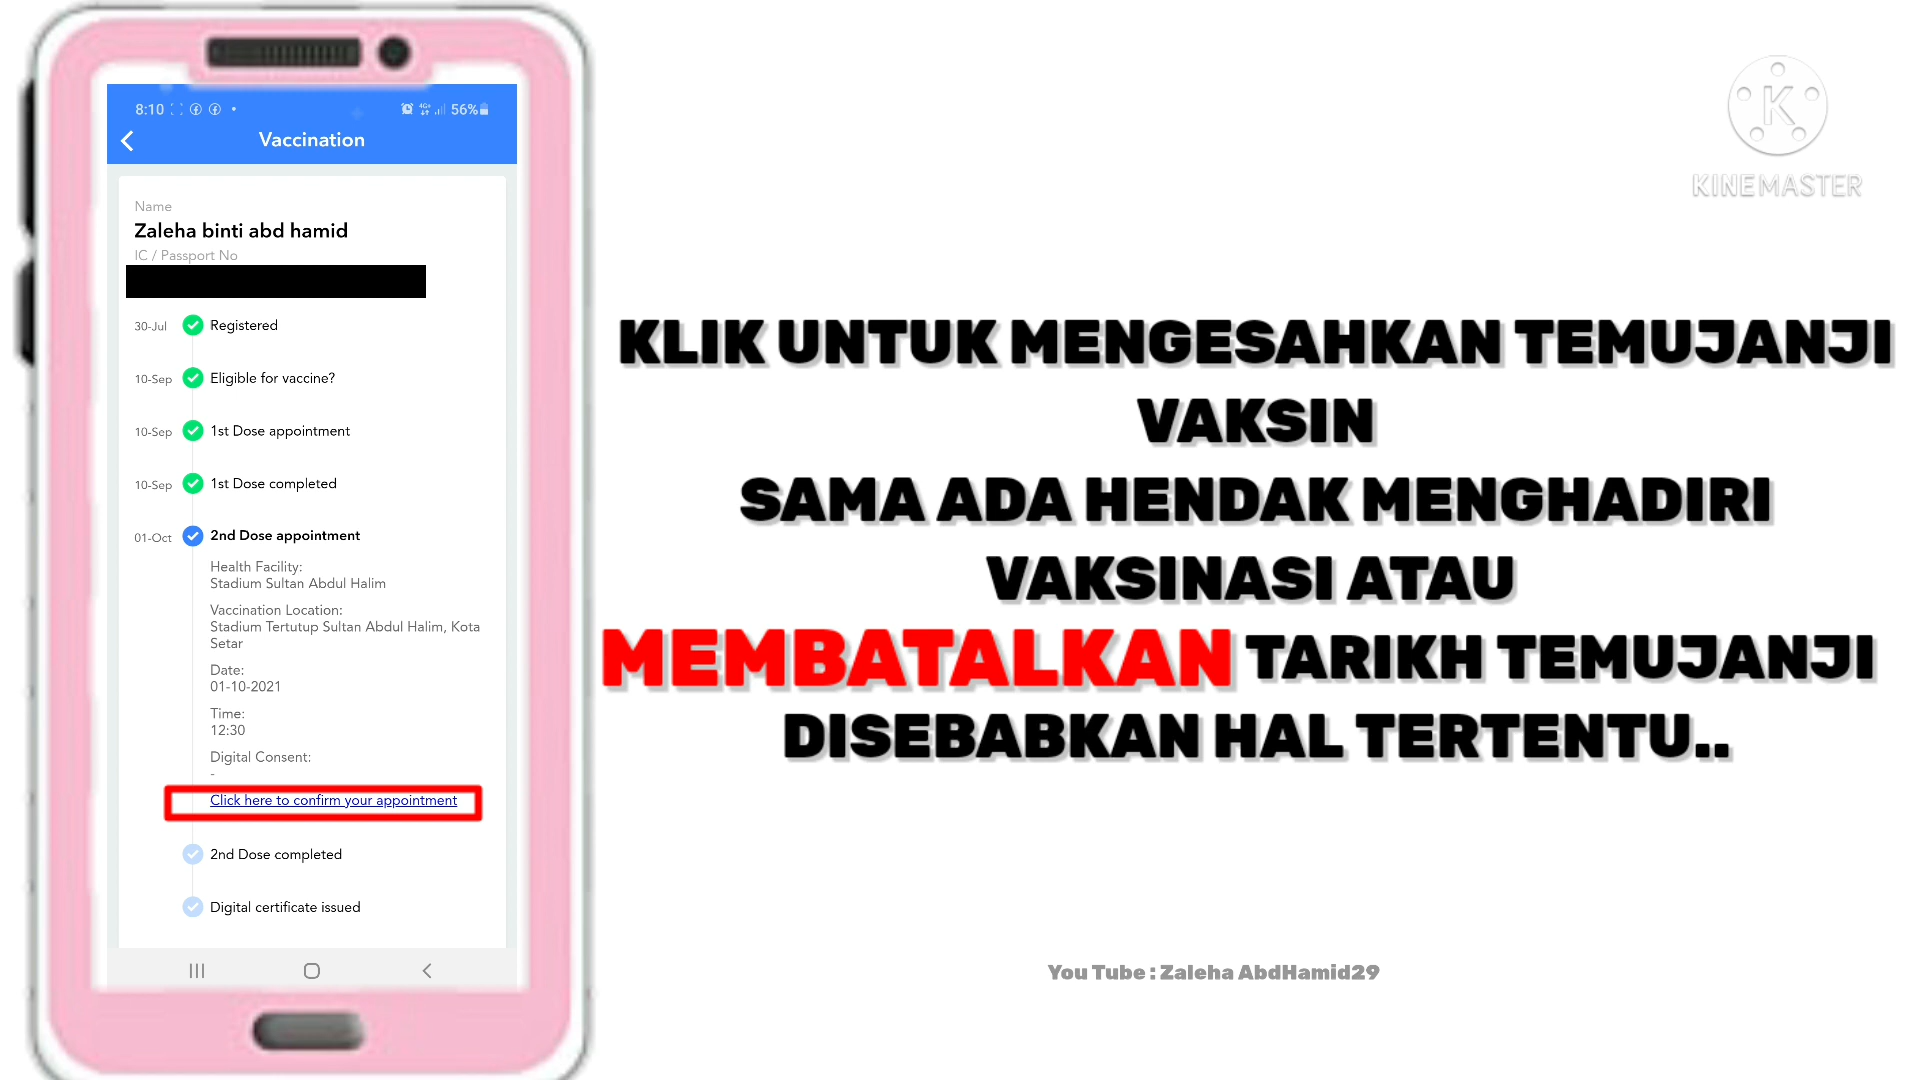 8:10
4G+
56%
Vaccination
Name
Zaleha binti abd hamid
IC / Passport No
30-Jul Registered
10-Sep Eligible for vaccine?
10-Sep 1st Dose appointment
10-Sep 1st Dose completed
01-Oct 2nd Dose appointment
Health Facility:
Stadium Sultan Abdul Halim
Vaccination Location:
Stadium Tertutup Sultan Abdul Halim, Kota
Setar
Date:
01-10-2021
Time:
12:30
Digital Consent:
-
Click here to confirm your appointment
2nd Dose completed
Digital certificate issued
K
KINEMASTER
KLIK UNTUK MENGESAHKAN TEMUJANJI
VAKSIN
SAMA ADA HENDAK MENGHADIRI
VAKSINASI ATAU
MEMBATALKAN TARIKH TEMUJANJI
DISEBABKAN HAL TERTENTU..
You Tube : Zaleha AbdHamid29